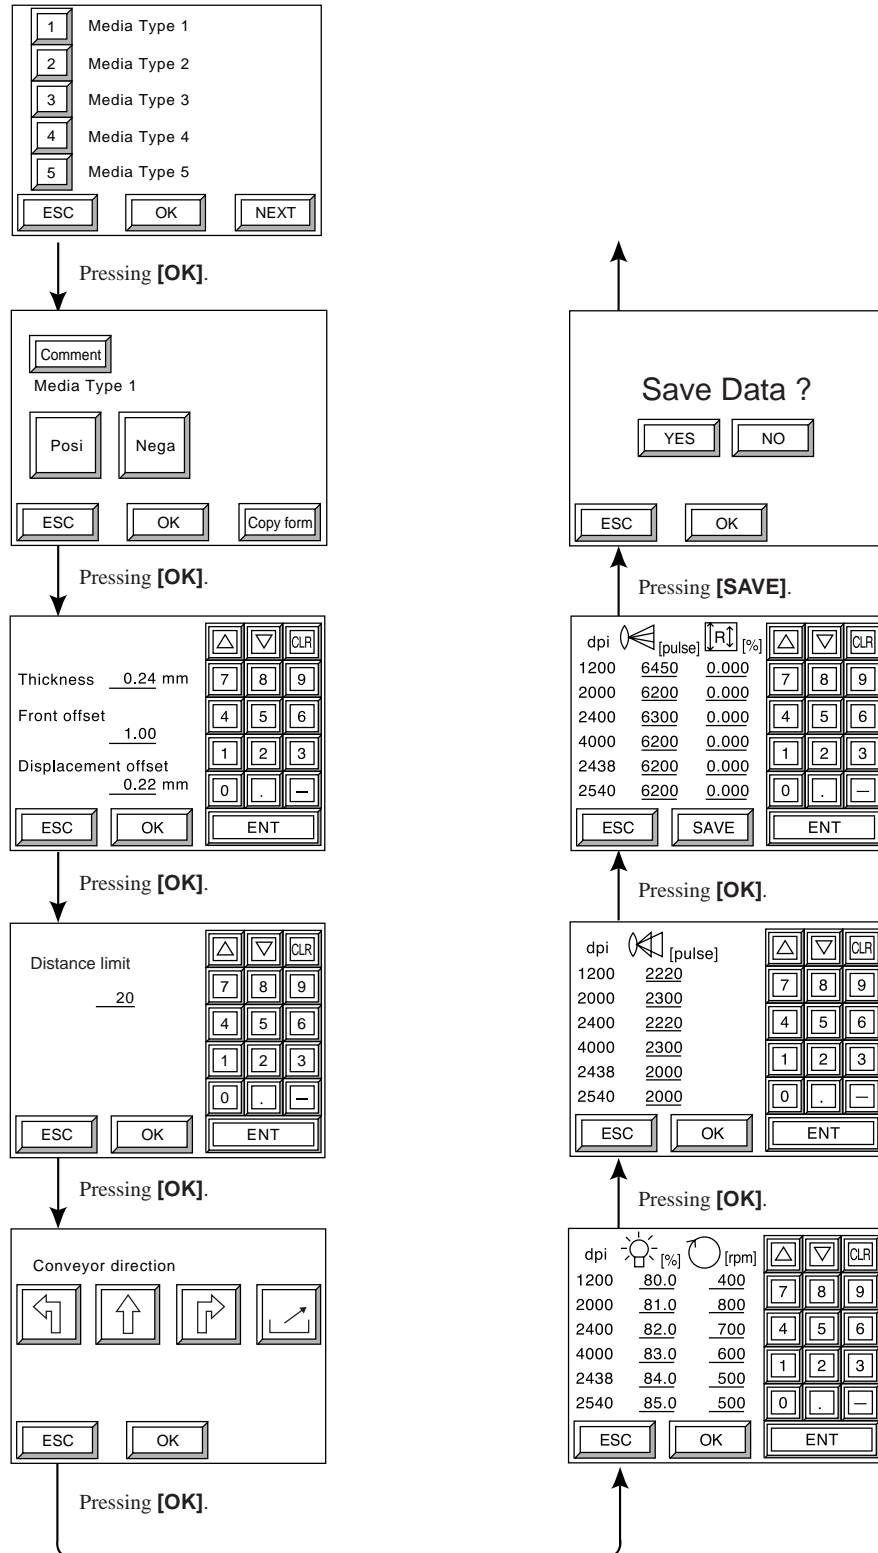 1 Media Type 1
2 Media Type 2
3 Media Type 3
4 Media Type 4
5 Media Type 5
ESC OK NEXT
Pressing [OK].
Comment
Media Type 1
Posi Nega
ESC OK Copy form
Pressing [OK].
CLR
Thickness 0.24 mm 7 8 9
Front offset 4 5 6
1.00
1 2 3
Displacement offset
0.22 mm 0 . —
ESC OK ENT
Pressing [OK].
CLR
Distance limit
7 8 9
20
4 5 6
1 2 3
0 . —
ESC OK ENT
Pressing [OK].
Conveyor direction
ESC OK
Pressing [OK].
Save Data ?
YES NO
ESC OK
Pressing [SAVE].
dpi [pulse] R [%] CLR
1200 6450 0.000 7 8 9
2000 6200 0.000
2400 6300 0.000 4 5 6
4000 6200 0.000 1 2 3
2438 6200 0.000
2540 6200 0.000 0 . —
ESC SAVE ENT
Pressing [OK].
dpi [pulse] CLR
1200 2220 7 8 9
2000 2300
2400 2220 4 5 6
4000 2300 1 2 3
2438 2000
2540 2000 0 . —
ESC OK ENT
Pressing [OK].
dpi [%] [rpm] CLR
1200 80.0 400 7 8 9
2000 81.0 800
2400 82.0 700 4 5 6
4000 83.0 600 1 2 3
2438 84.0 500
2540 85.0 500 0 . —
ESC OK ENT